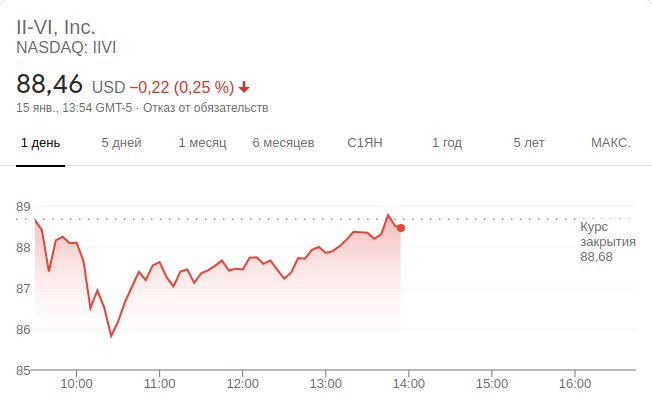 II-VI, Inc.
NASDAQ: IIVI
88,46 USD −0,22 (0,25 %)
15 янв., 13:54 GMT-5 · Отказ от обязательств
1 день 5 дней 1 месяц 6 месяцев С1ЯН 1 год 5 лет МАКС.
89
Курс
закрытия
88,68
88
87
86
85
10:00 11:00 12:00 13:00 14:00 15:00 16:00